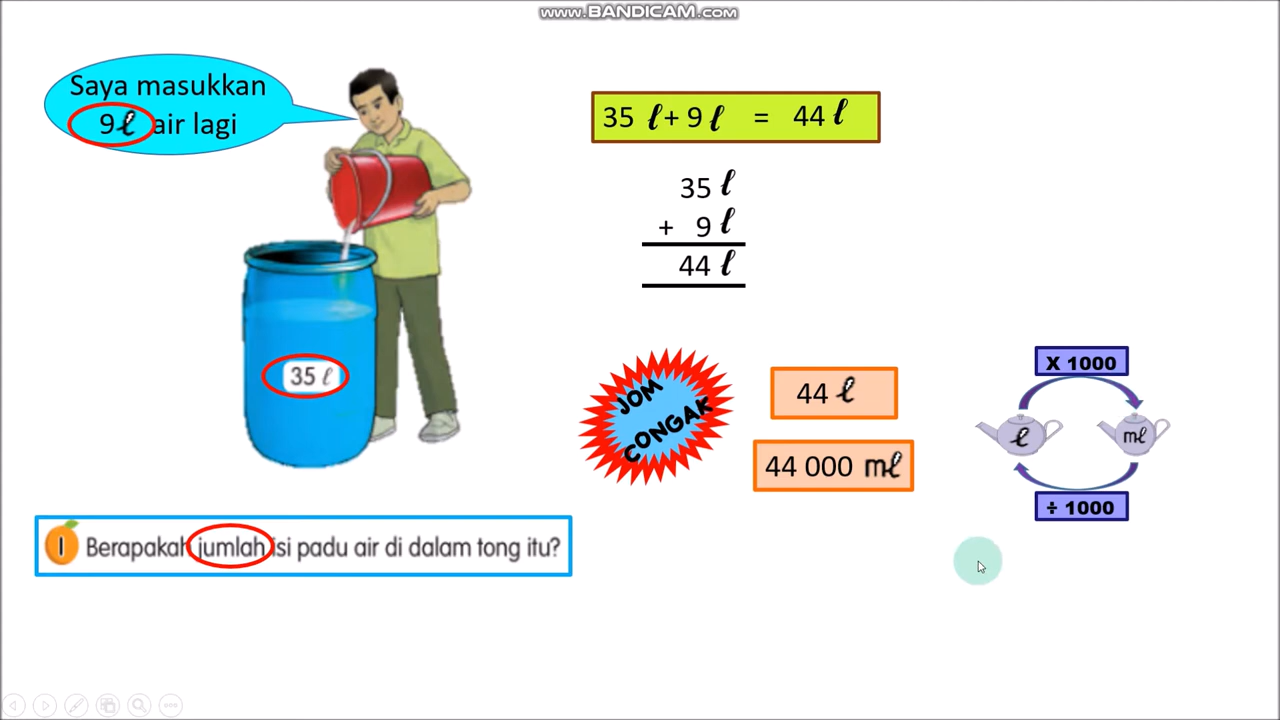 www.BANDICAM.com
Saya masukkan
9ℓ air lagi
35 ℓ + 9 ℓ = 44 ℓ
35 ℓ
+ 9 ℓ
44 ℓ
35 ℓ
JOM
CONGAK
44 ℓ
44 000 mℓ
X 1000
ℓ
mℓ
÷ 1000
1 Berapakah jumlah isi padu air di dalam tong itu?